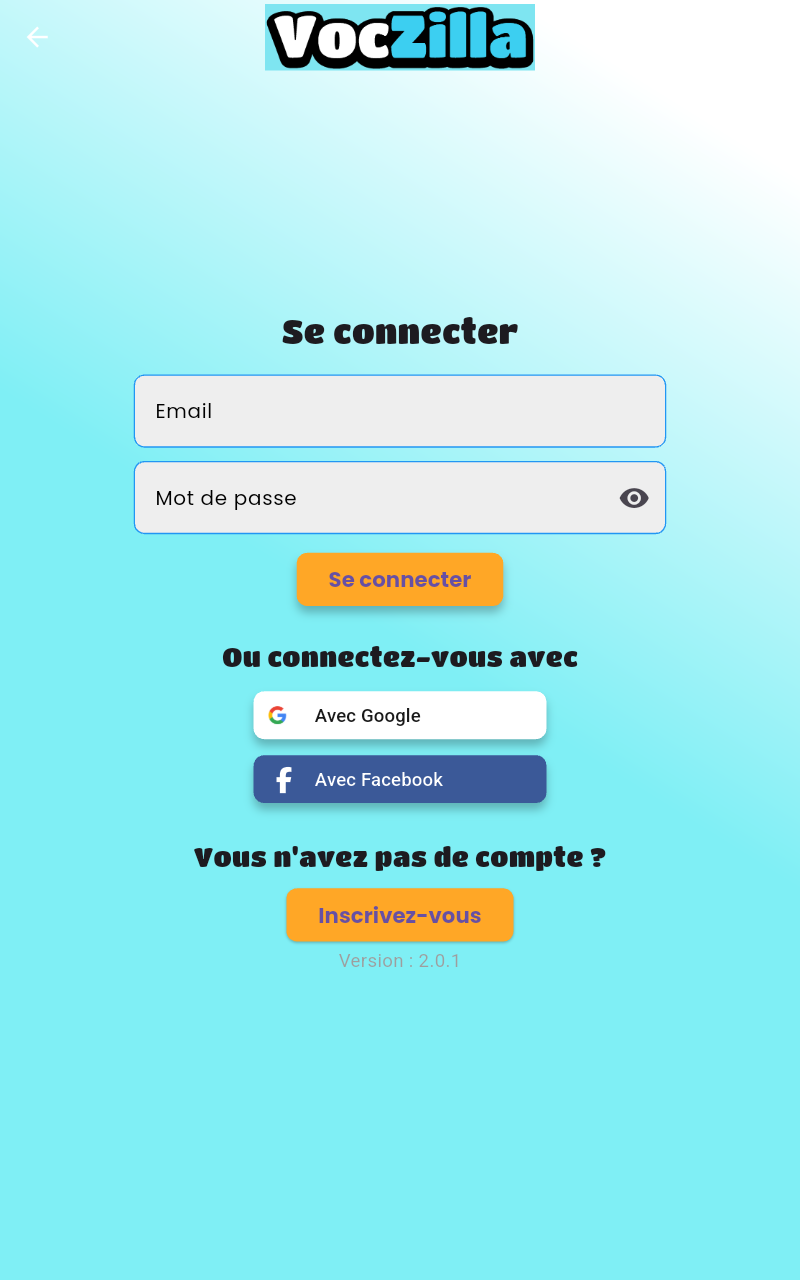 VocZilla
Se connecter
Email
Mot de passe
Se connecter
Ou connectez-vous avec
Avec Google
Avec Facebook
Vous n'avez pas de compte ?
Inscrivez-vous
Version : 2.0.1